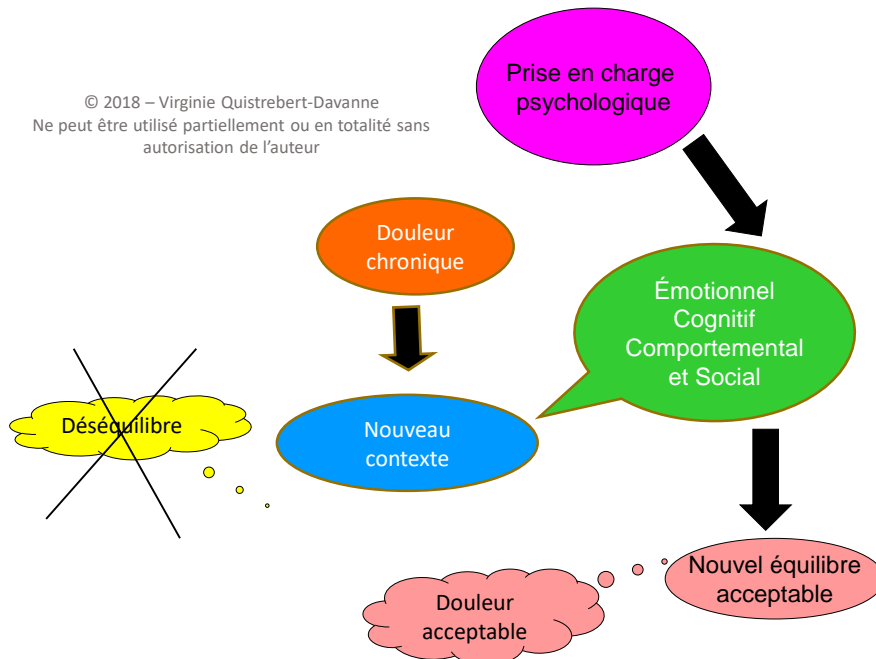 Prise en charge
psychologique
© 2018 – Virginie Quistrebert-Davanne
Ne peut être utilisé partiellement ou en totalité sans
autorisation de l’auteur
Douleur
chronique
Émotionnel
Cognitif
Comportemental
et Social
Déséquilibre
Nouveau
contexte
Nouvel équilibre
acceptable
Douleur
acceptable